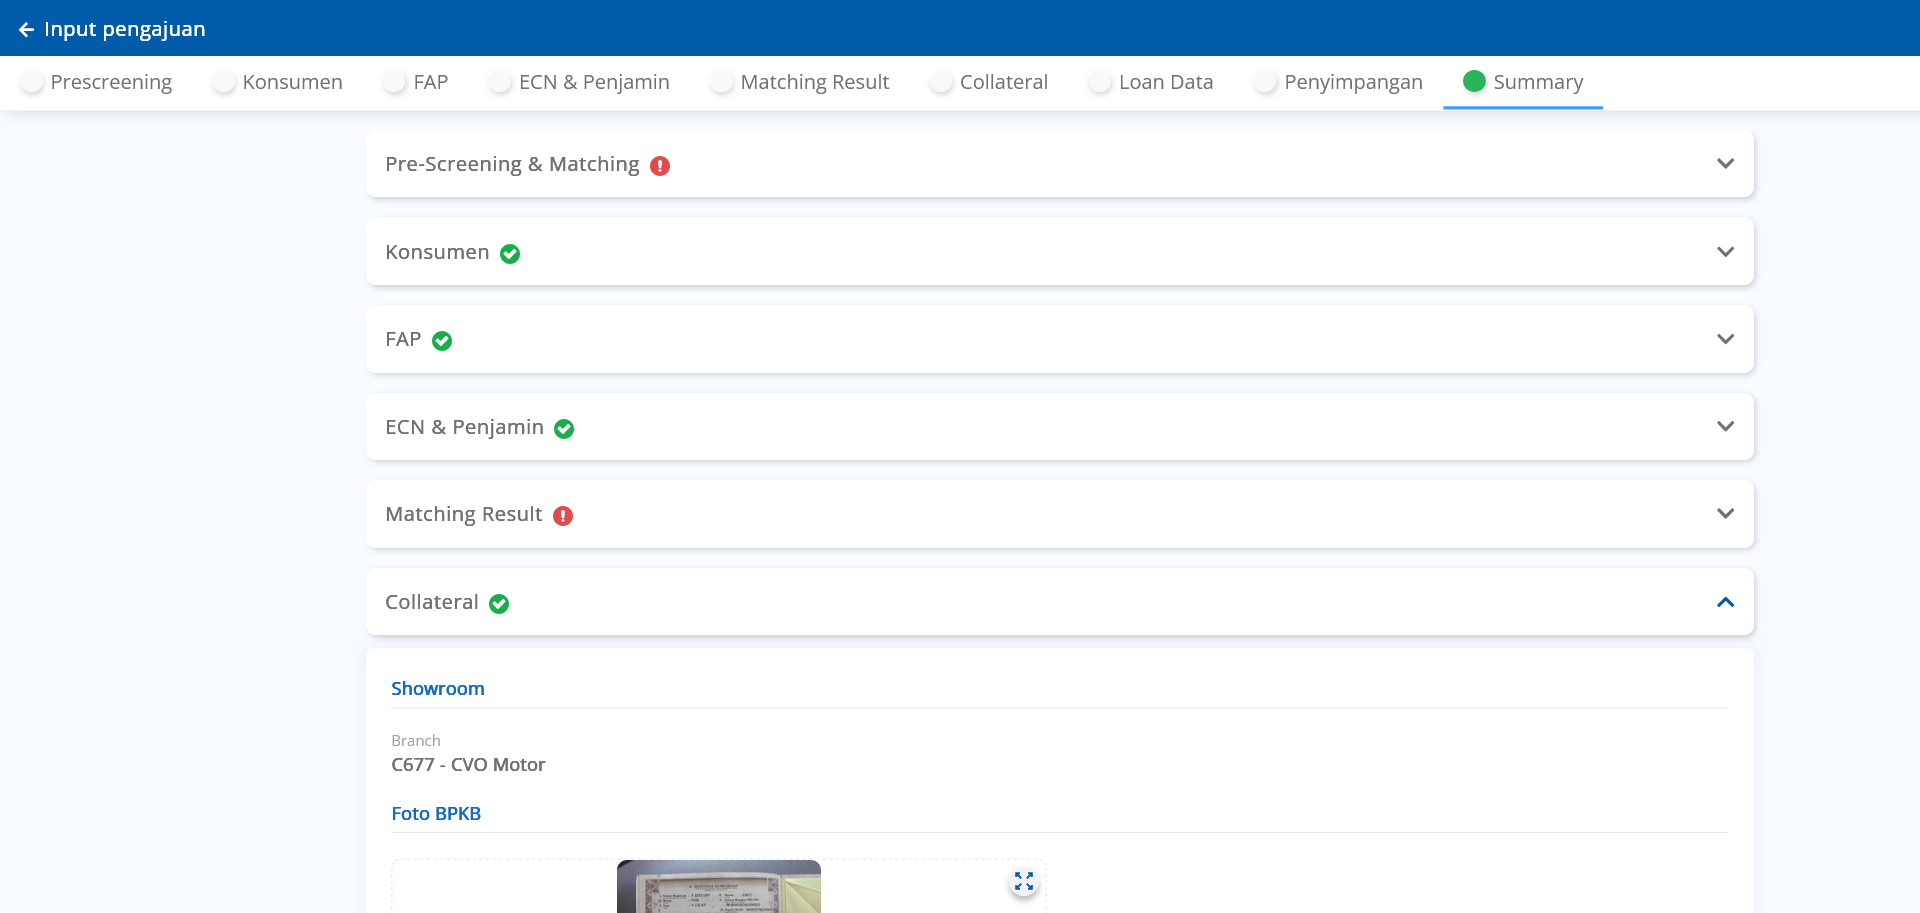 Input pengajuan
Prescreening Konsumen FAP ECN & Penjamin Matching Result Collateral Loan Data Penyimpangan Summary
Pre-Screening & Matching
Konsumen
FAP
ECN & Penjamin
Matching Result
Collateral
Showroom
Branch
C677 - CVO Motor
Foto BPKB